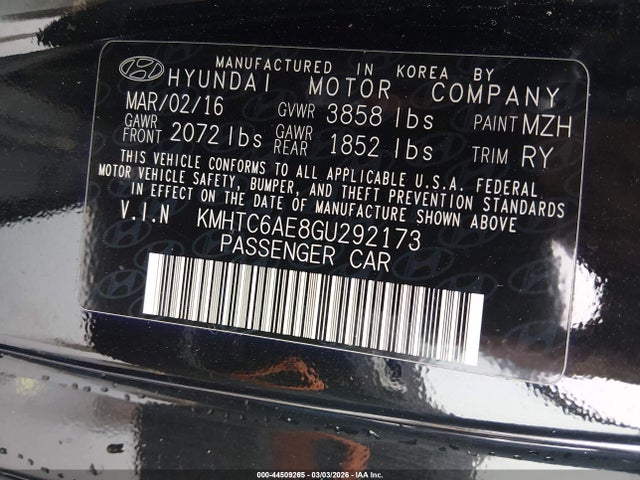 MANUFACTURED IN KOREA BY
HYUNDAI MOTOR COMPANY
MAR/02/16 GVWR 3858 lbs PAINT MZH
GAWR FRONT 2072 lbs GAWR REAR 1852 lbs TRIM RY
THIS VEHICLE CONFORMS TO ALL APPLICABLE U.S.A. FEDERAL
MOTOR VEHICLE SAFETY, BUMPER, AND THEFT PREVENTION STANDARDS
IN EFFECT ON THE DATE OF MANUFACTURE SHOWN ABOVE
V.I.N KMHTC6AE8GU292173
PASSENGER CAR
000-44509265 - 03/03/2026 - IAA Inc.